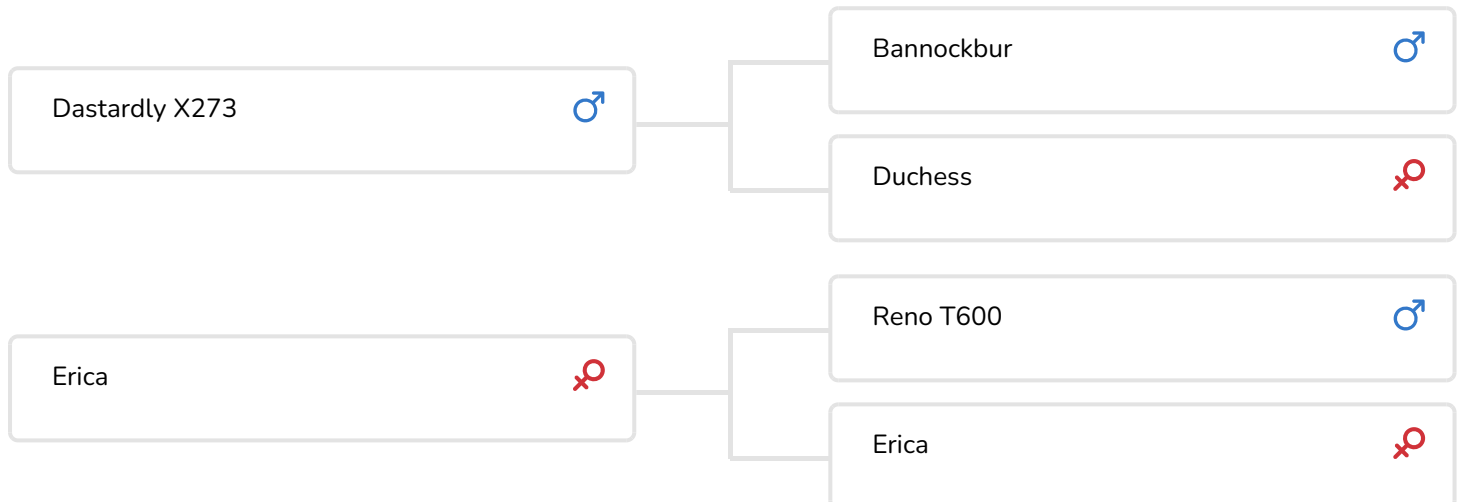 Bannockbur
Dastardly X273
Duchess
Reno T600
Erica
Erica